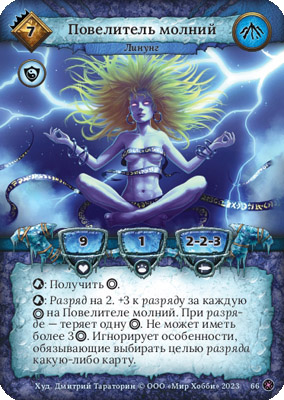 7
Повелитель молний
Линунг
9 1 2-2-3
: Получить .
: Разряд на 2. +3 к разряду за каждую
на Повелителе молний. При разря-
де — теряет одну . Не может иметь
более 3 . Игнорирует особенности,
обязывающие выбирать целью разряда
какую-либо карту.
Худ. Дмитрий Тараторин © ООО «Мир Хобби» 2023 66